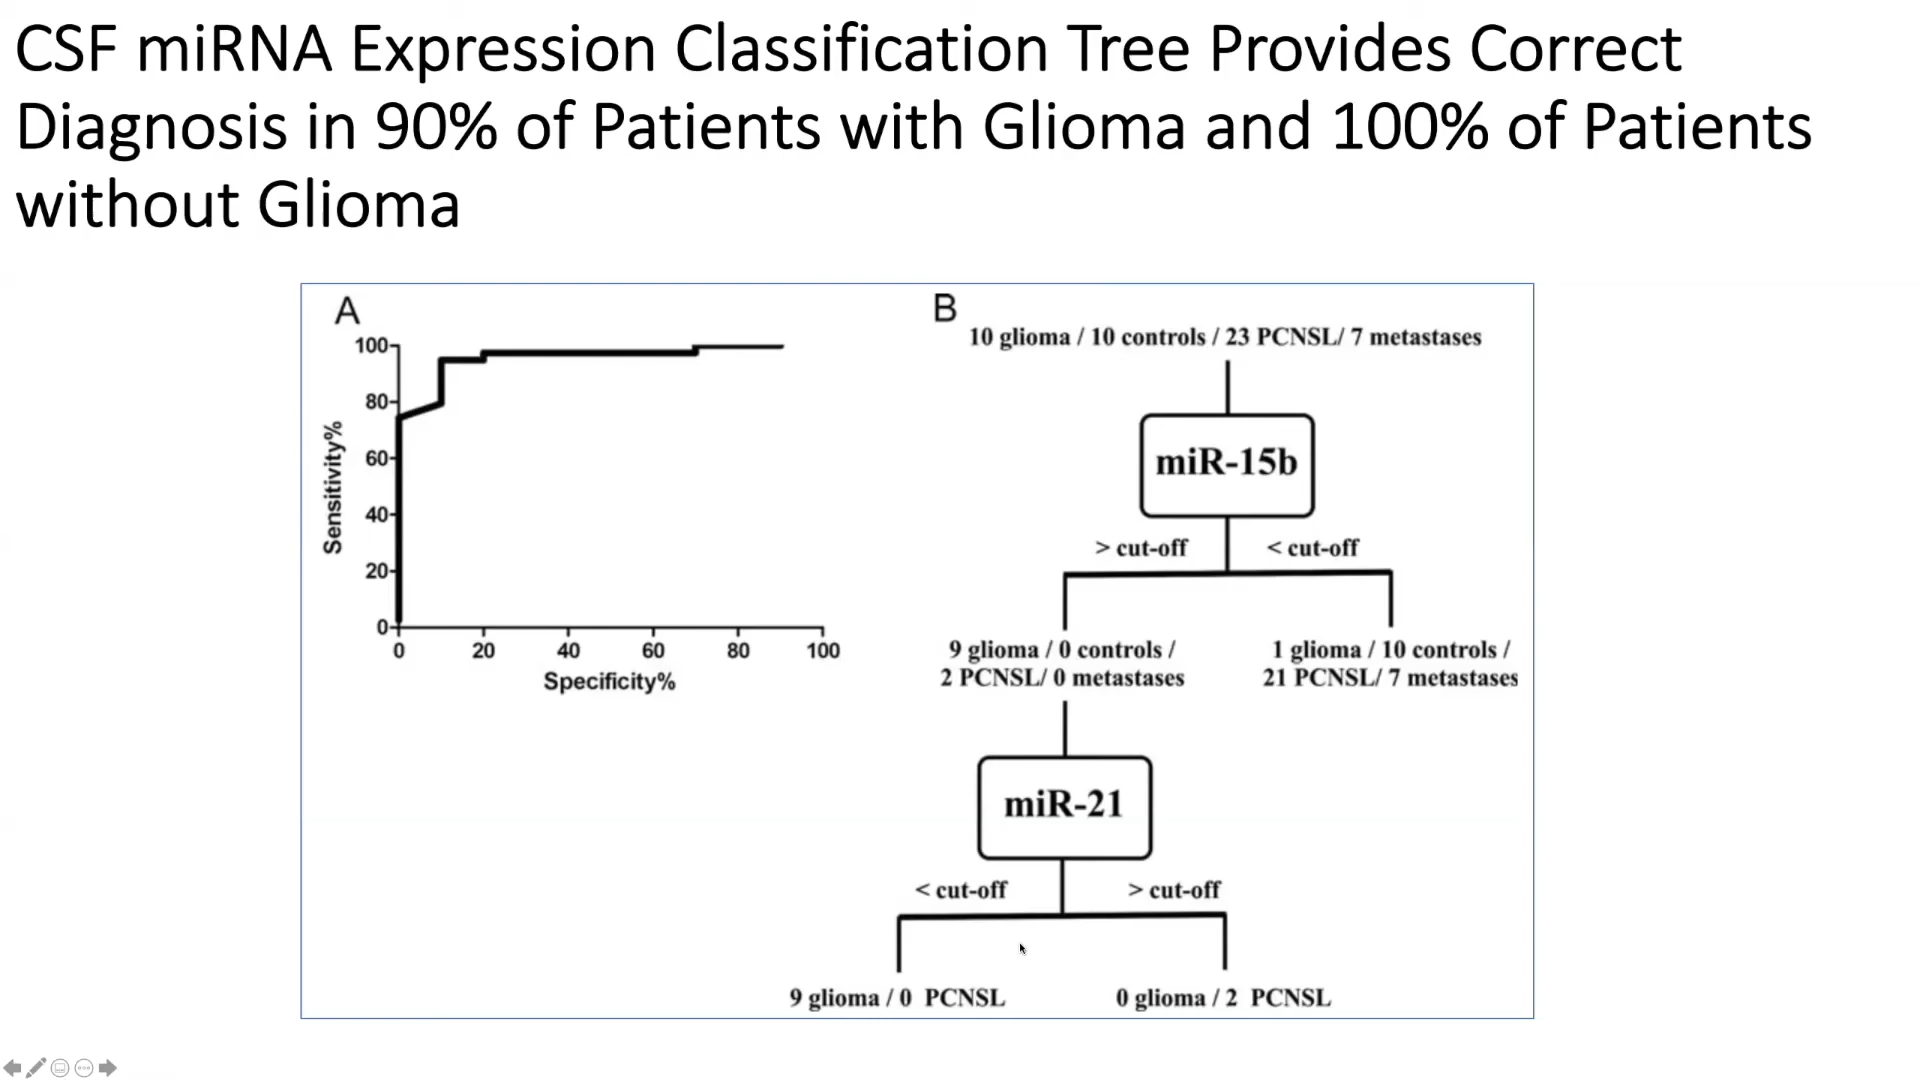 CSF miRNA Expression Classification Tree Provides Correct
Diagnosis in 90% of Patients with Glioma and 100% of Patients
without Glioma
A
100
80
60
40
20
0
Sensitivity%
0 20 40 60 80 100
Specificity%
B
10 glioma / 10 controls / 23 PCNSL/ 7 metastases
miR-15b
> cut-off < cut-off
9 glioma / 0 controls /
2 PCNSL/ 0 metastases
1 glioma / 10 controls /
21 PCNSL/ 7 metastases
miR-21
< cut-off > cut-off
9 glioma / 0 PCNSL
0 glioma / 2 PCNSL